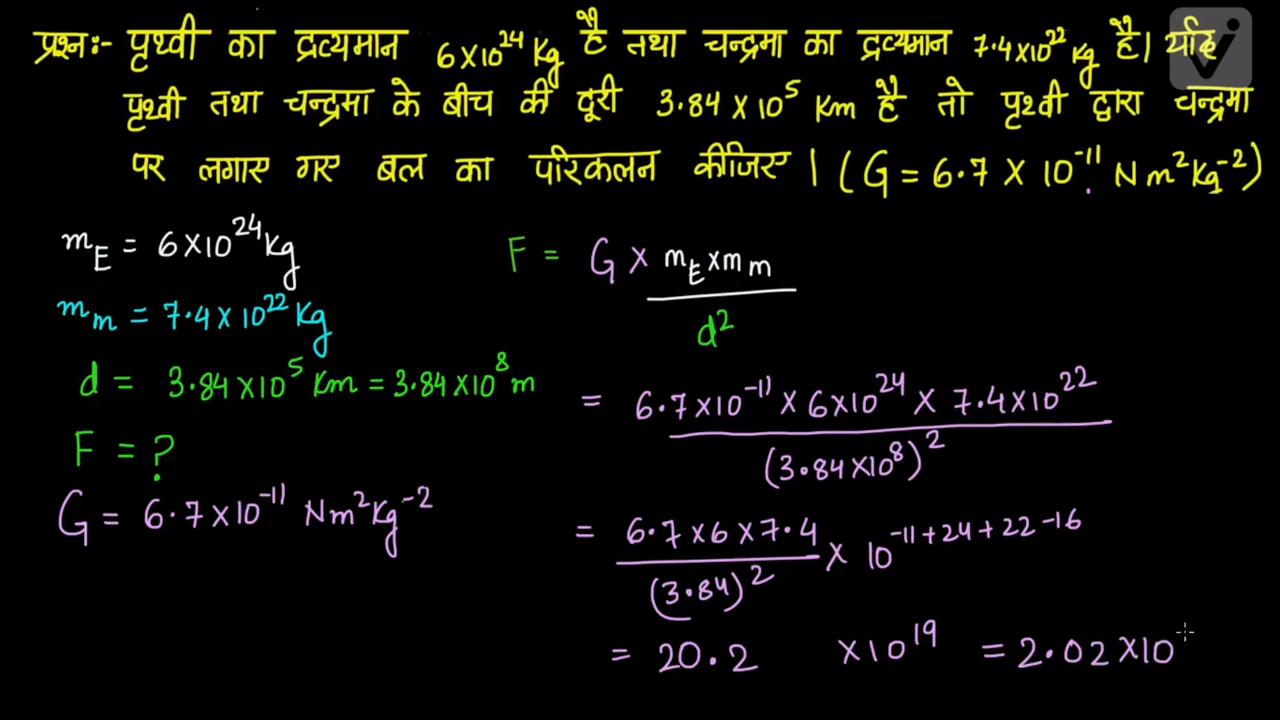 प्रश्नः- पृथ्वी का द्रव्यमान 6×10²⁴ Kg है तथा चन्द्रमा का द्रव्यमान 7.4×10²² Kg है। यदि
पृथ्वी तथा चन्द्रमा के बीच की दूरी 3.84 × 10⁵ Km है तो पृथ्वी द्वारा चन्द्रमा
पर लगाए गए बल का परिकलन कीजिए | (G = 6.7 × 10⁻¹¹ Nm²Kg⁻²)
m_E = 6×10²⁴ Kg
m_m = 7.4×10²² Kg
d = 3.84×10⁵ Km = 3.84×10⁸ m
F = ?
G = 6.7×10⁻¹¹ Nm²Kg⁻²
F = G × m_E×m_m
d²
= 6.7×10⁻¹¹ × 6×10²⁴ × 7.4×10²²
(3.84×10⁸)²
= 6.7×6×7.4 × 10⁻¹¹⁺²⁴⁺²²⁻¹⁶
(3.84)²
= 20.2 ×10¹⁹ = 2.02×10